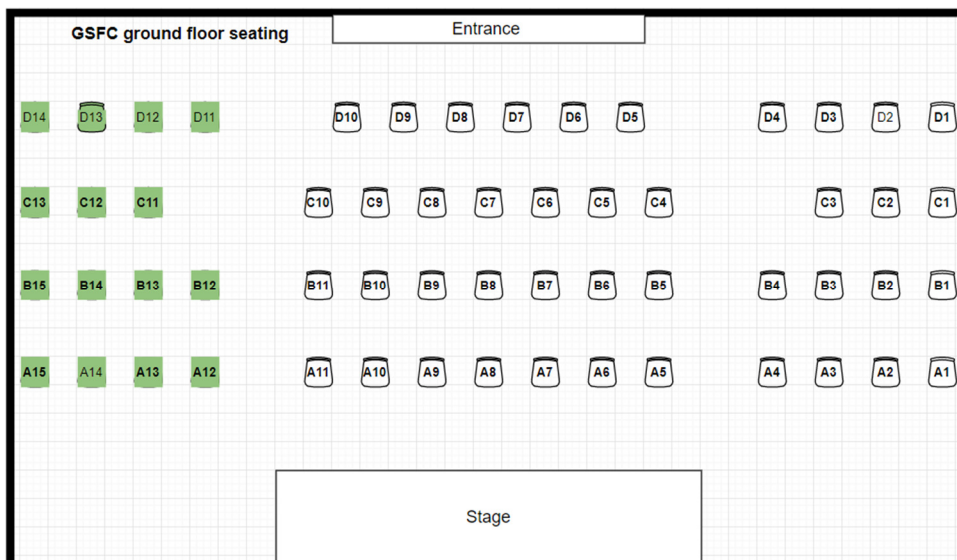 GSFC ground floor seating
Entrance
D14 D13 D12 D11 D10 D9 D8 D7 D6 D5 D4 D3 D2 D1
C13 C12 C11 C10 C9 C8 C7 C6 C5 C4 C3 C2 C1
B15 B14 B13 B12 B11 B10 B9 B8 B7 B6 B5 B4 B3 B2 B1
A15 A14 A13 A12 A11 A10 A9 A8 A7 A6 A5 A4 A3 A2 A1
Stage